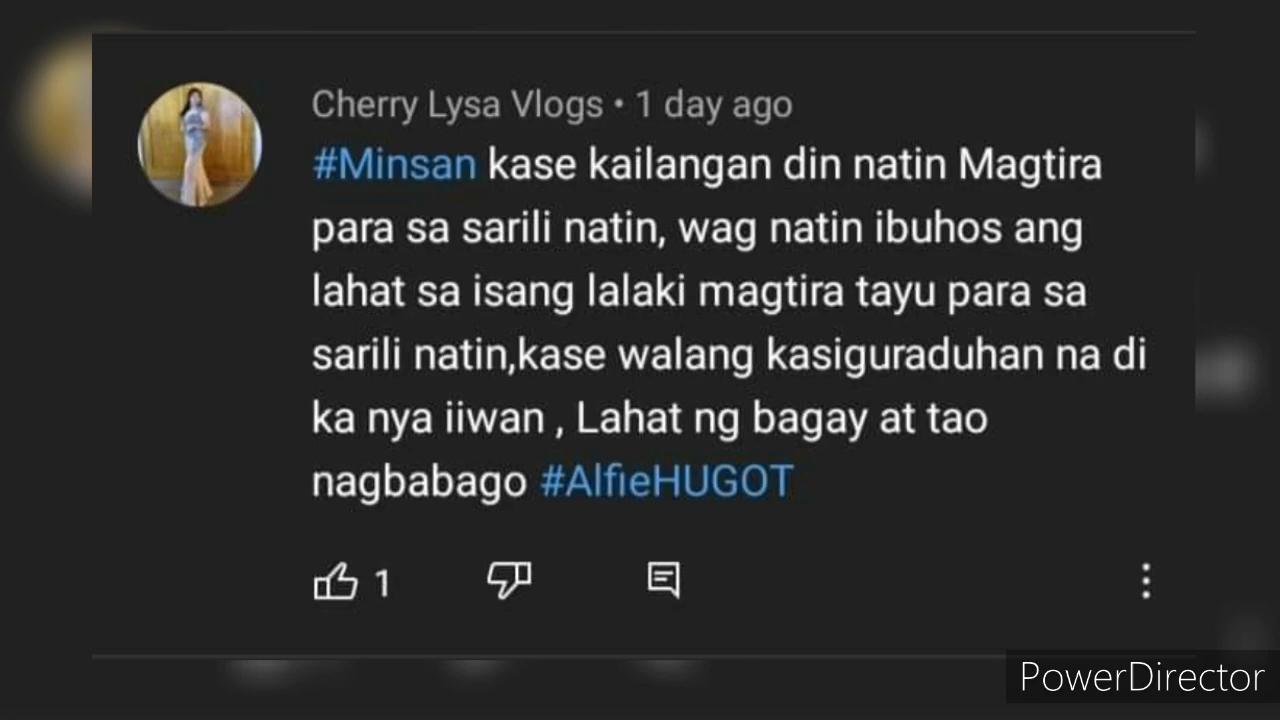 Cherry Lysa Vlogs • 1 day ago
#Minsan kase kailangan din natin Magtira
para sa sarili natin, wag natin ibuhos ang
lahat sa isang lalaki magtira tayu para sa
sarili natin,kase walang kasiguraduhan na di
ka nya iiwan , Lahat ng bagay at tao
nagbabago #AlfieHUGOT
1
PowerDirector